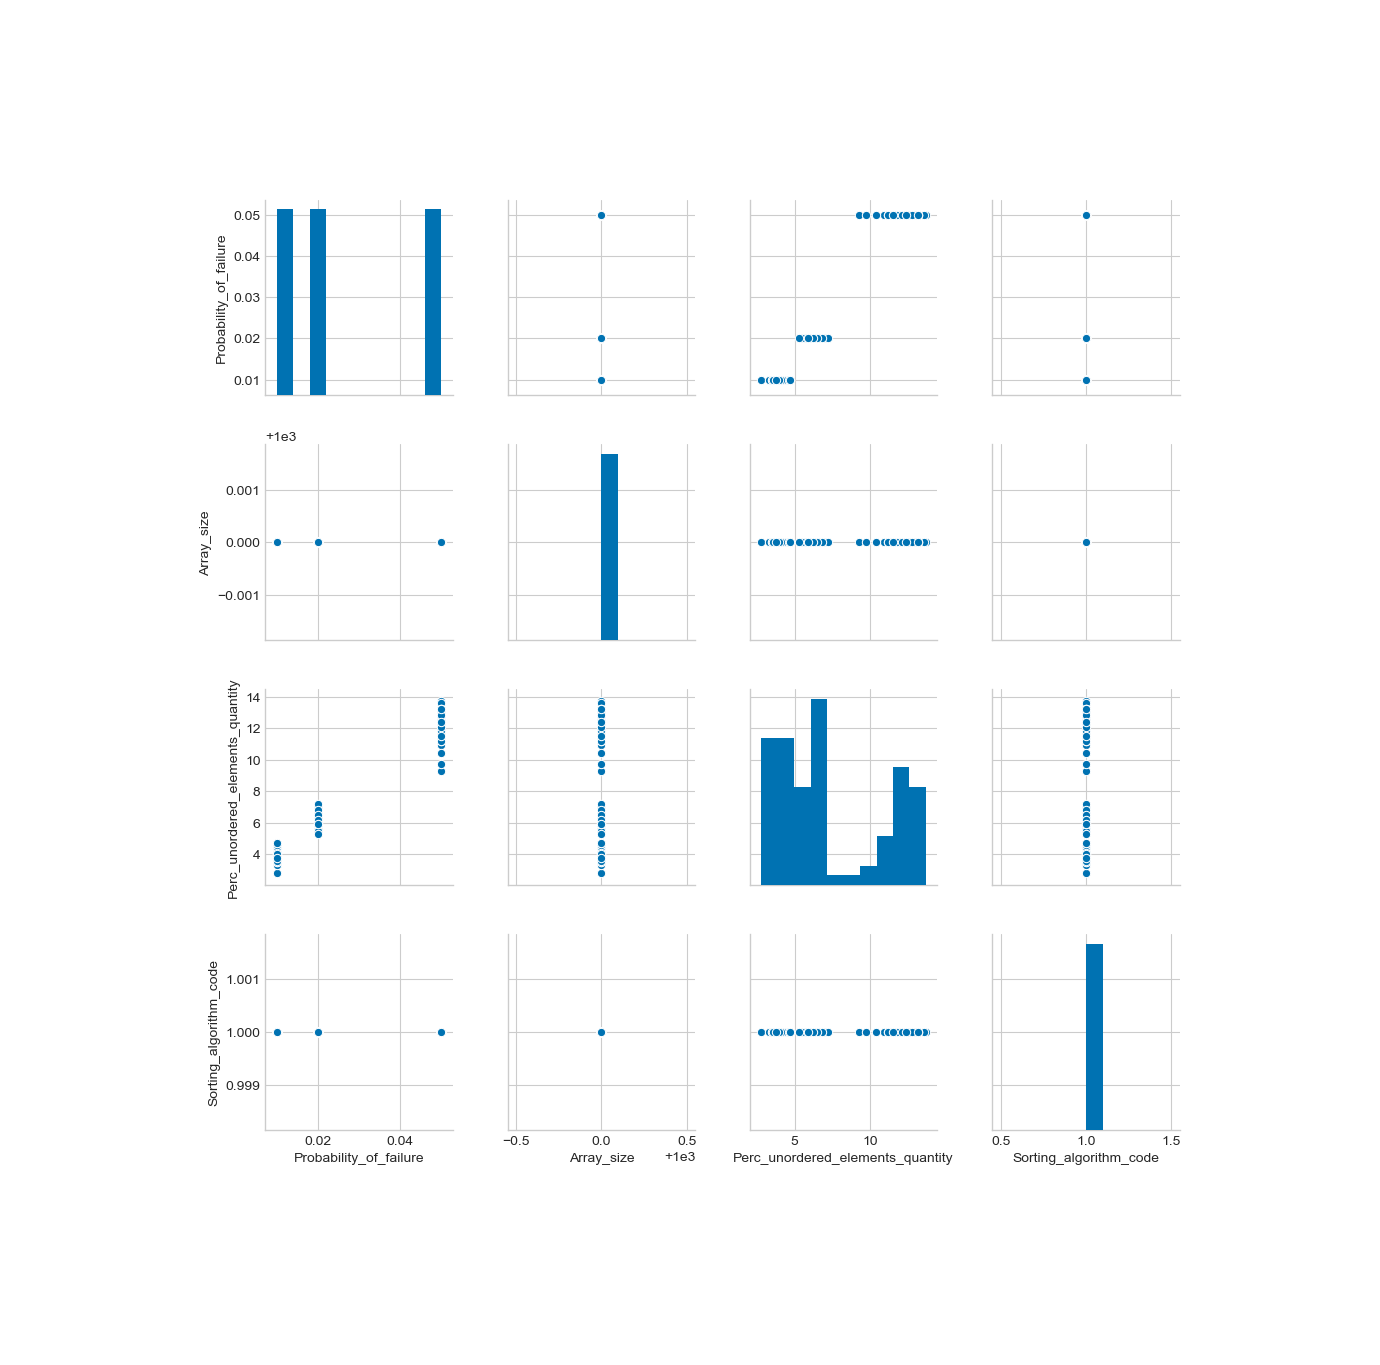 0.05
0.04
0.03
0.02
0.01
Probability_of_failure
+1e3
0.001
0.000
−0.001
Array_size
14
12
10
8
6
4
Perc_unordered_elements_quantity
1.001
1.000
0.999
Sorting_algorithm_code
0.02 0.04
Probability_of_failure
−0.5 0.0 0.5
Array_size +1e3
5 10
Perc_unordered_elements_quantity
0.5 1.0 1.5
Sorting_algorithm_code